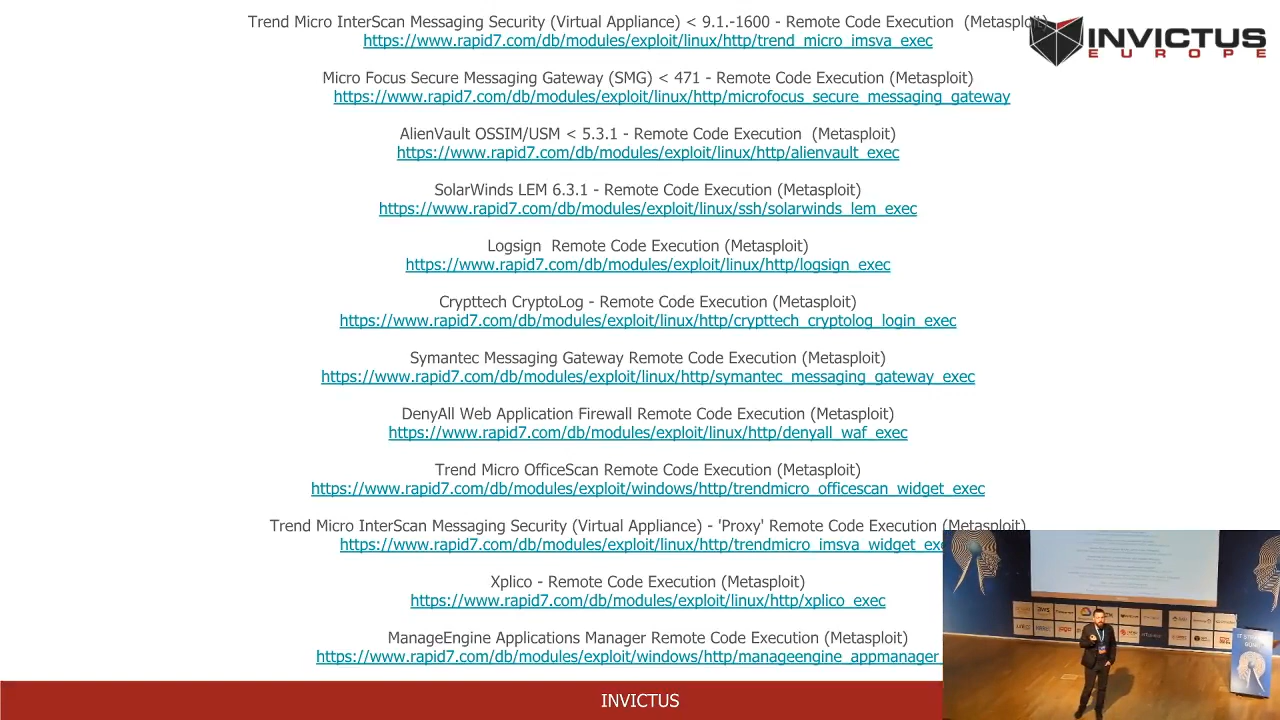 Trend Micro InterScan Messaging Security (Virtual Appliance) < 9.1.-1600 - Remote Code Execution  (Metasploit)
https://www.rapid7.com/db/modules/exploit/linux/http/trend_micro_imsva_exec
INVICTUS
EUROPE
Micro Focus Secure Messaging Gateway (SMG) < 471 - Remote Code Execution (Metasploit)
https://www.rapid7.com/db/modules/exploit/linux/http/microfocus_secure_messaging_gateway
AlienVault OSSIM/USM < 5.3.1 - Remote Code Execution  (Metasploit)
https://www.rapid7.com/db/modules/exploit/linux/http/alienvault_exec
SolarWinds LEM 6.3.1 - Remote Code Execution (Metasploit)
https://www.rapid7.com/db/modules/exploit/linux/ssh/solarwinds_lem_exec
Logsign  Remote Code Execution (Metasploit)
https://www.rapid7.com/db/modules/exploit/linux/http/logsign_exec
Crypttech CryptoLog - Remote Code Execution (Metasploit)
https://www.rapid7.com/db/modules/exploit/linux/http/crypttech_cryptolog_login_exec
Symantec Messaging Gateway Remote Code Execution (Metasploit)
https://www.rapid7.com/db/modules/exploit/linux/http/symantec_messaging_gateway_exec
DenyAll Web Application Firewall Remote Code Execution (Metasploit)
https://www.rapid7.com/db/modules/exploit/linux/http/denyall_waf_exec
Trend Micro OfficeScan Remote Code Execution (Metasploit)
https://www.rapid7.com/db/modules/exploit/windows/http/trendmicro_officescan_widget_exec
Trend Micro InterScan Messaging Security (Virtual Appliance) - 'Proxy' Remote Code Execution (Metasploit)
https://www.rapid7.com/db/modules/exploit/linux/http/trendmicro_imsva_widget_exe
Xplico - Remote Code Execution (Metasploit)
https://www.rapid7.com/db/modules/exploit/linux/http/xplico_exec
ManageEngine Applications Manager Remote Code Execution (Metasploit)
https://www.rapid7.com/db/modules/exploit/windows/http/manageengine_appmanager_
INVICTUS